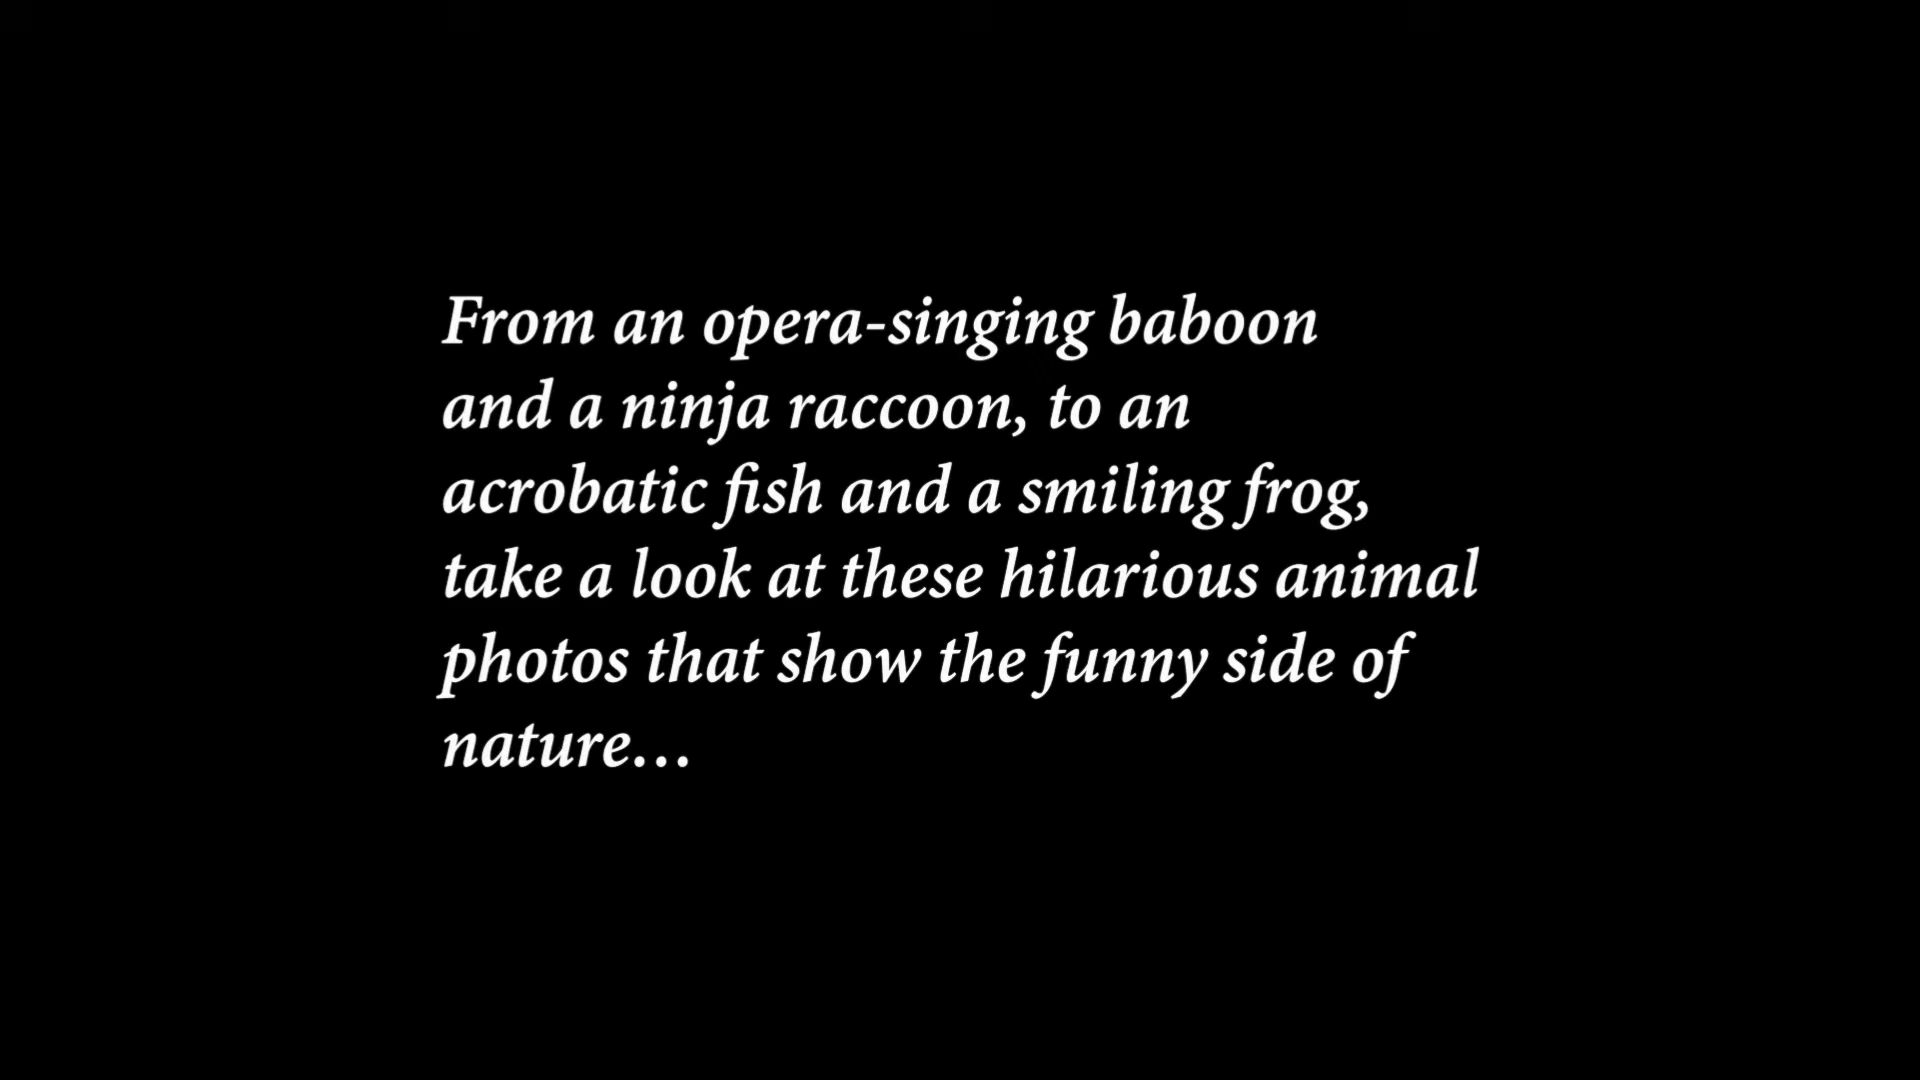 From an opera-singing baboon
and a ninja raccoon, to an
acrobatic fish and a smiling frog,
take a look at these hilarious animal
photos that show the funny side of
nature…